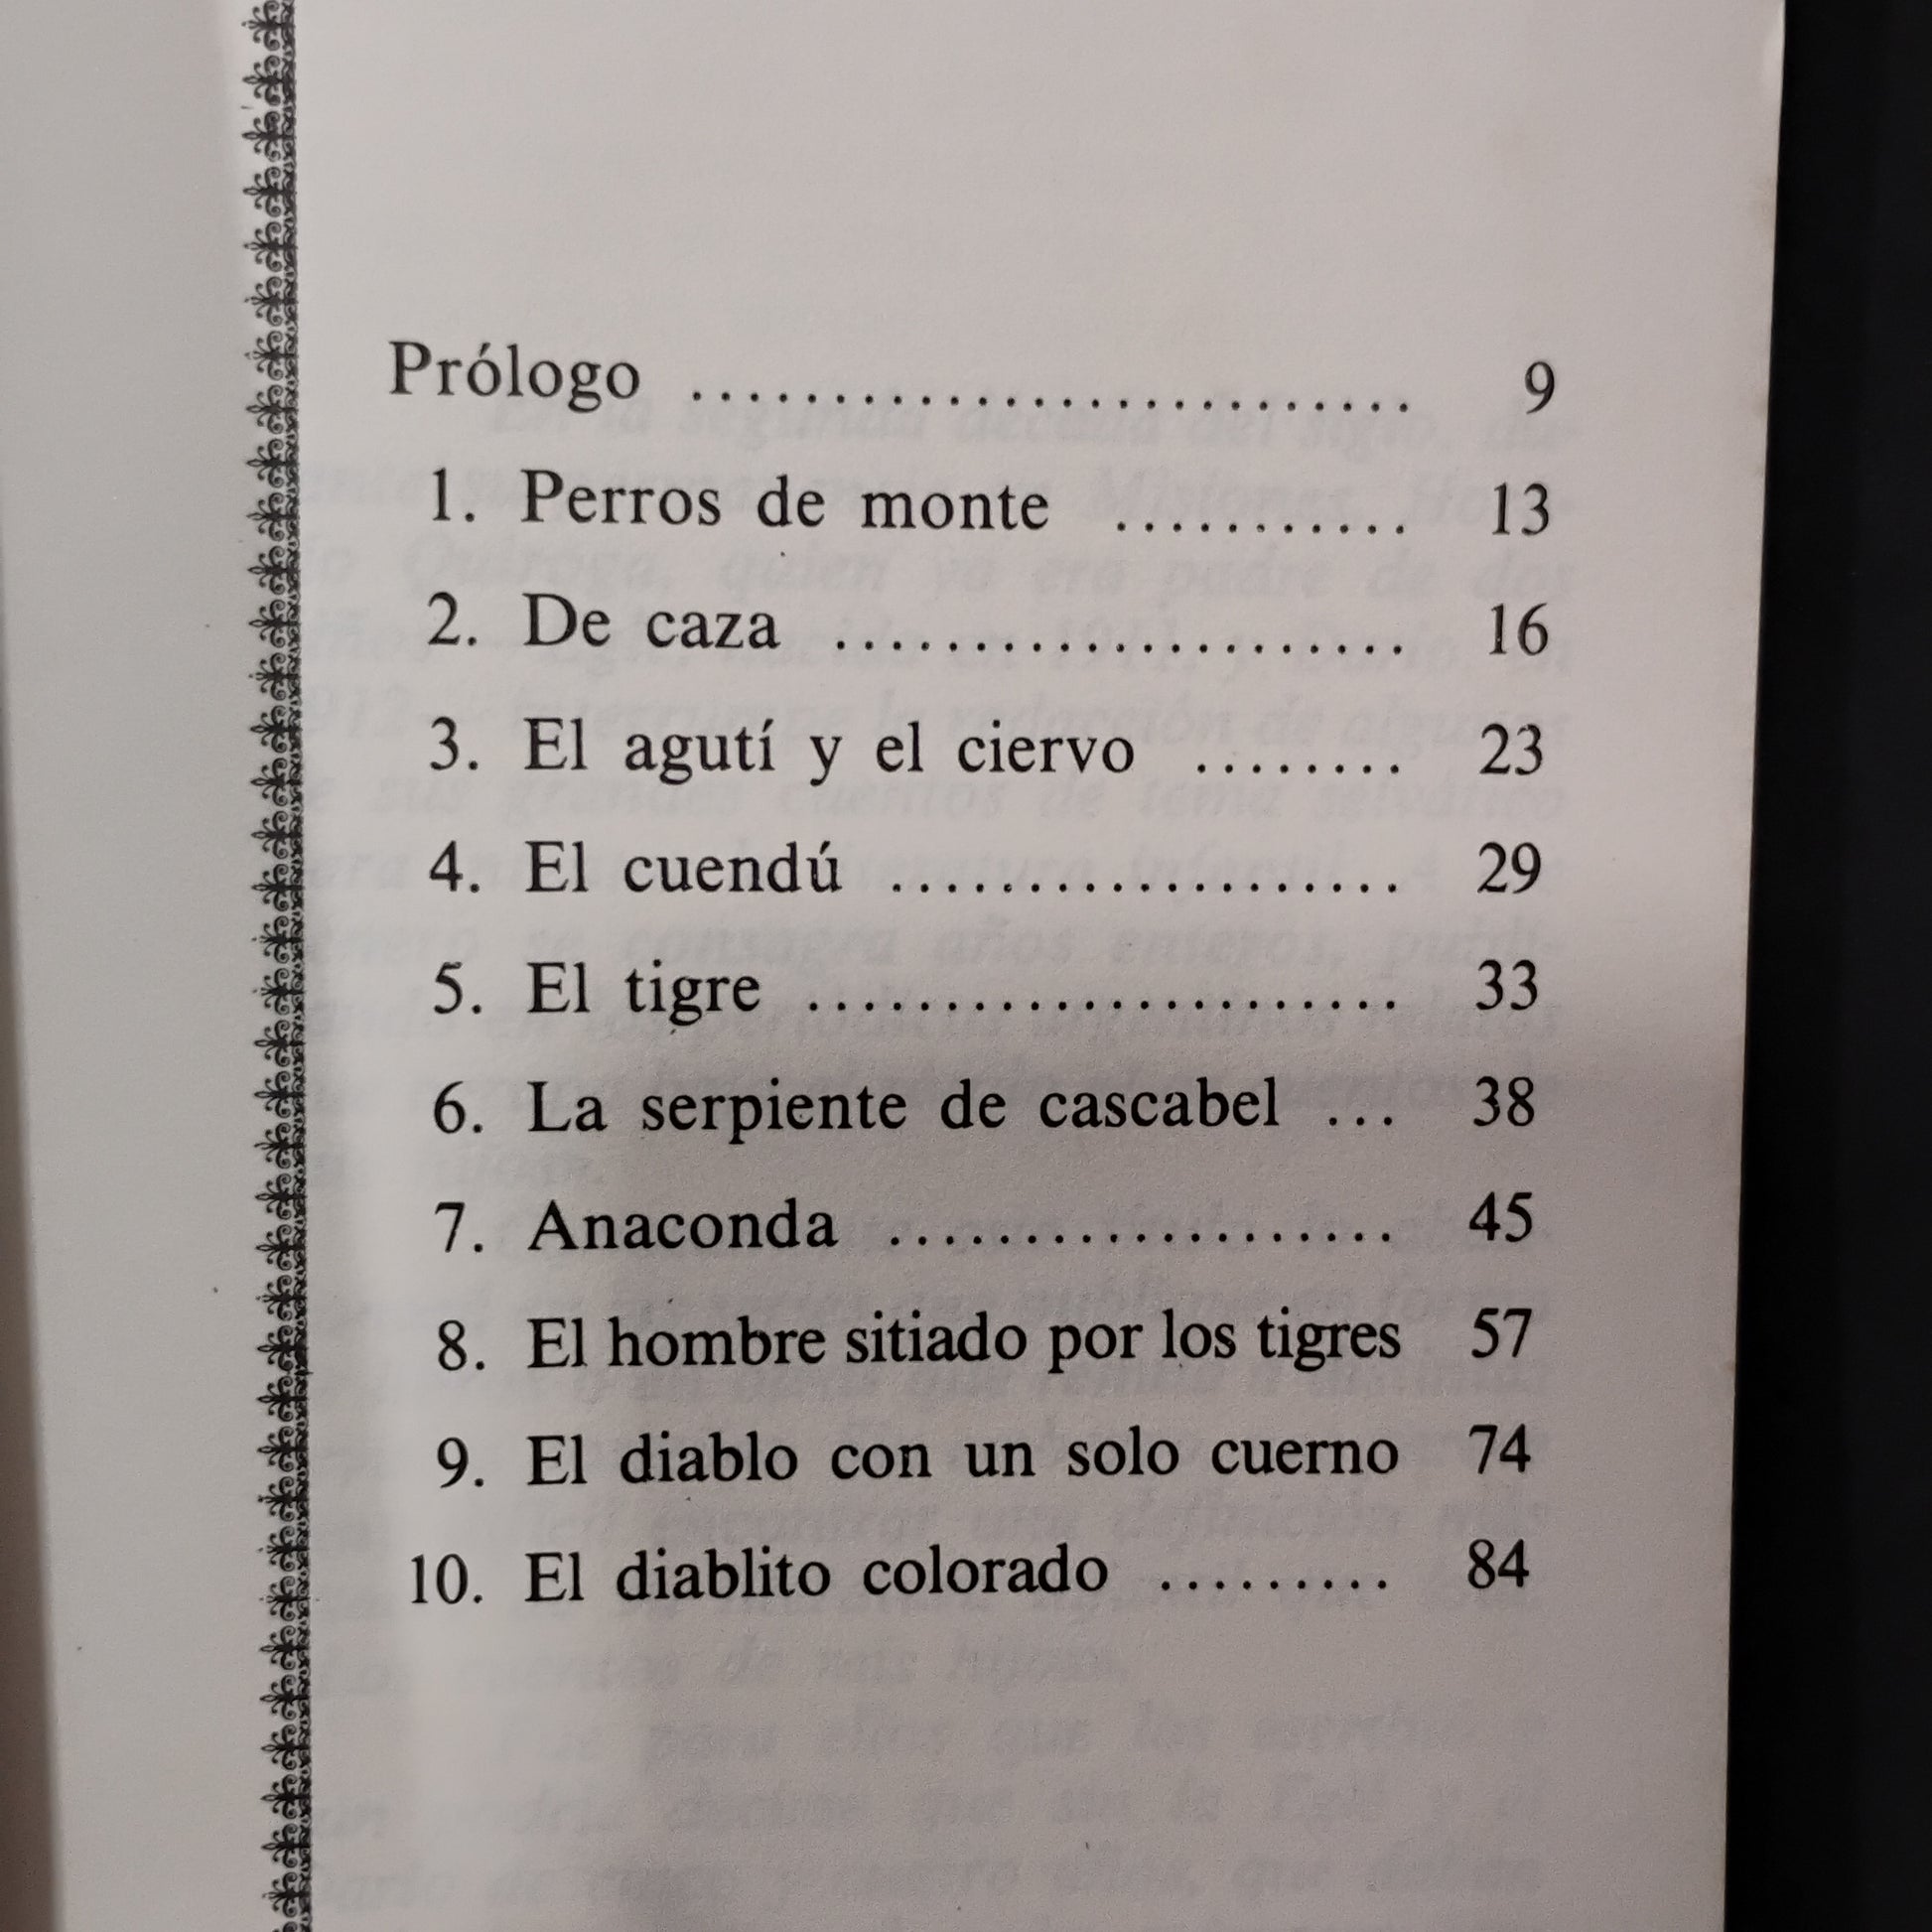 Prólogo ............................ 9
1. Perros de monte ........... 13
2. De caza ..................... 16
3. El agutí y el ciervo ........ 23
4. El cuendú ................... 29
5. El tigre ...................... 33
6. La serpiente de cascabel ... 38
7. Anaconda ................... 45
8. El hombre sitiado por los tigres 57
9. El diablo con un solo cuerno 74
10. El diablito colorado ......... 84